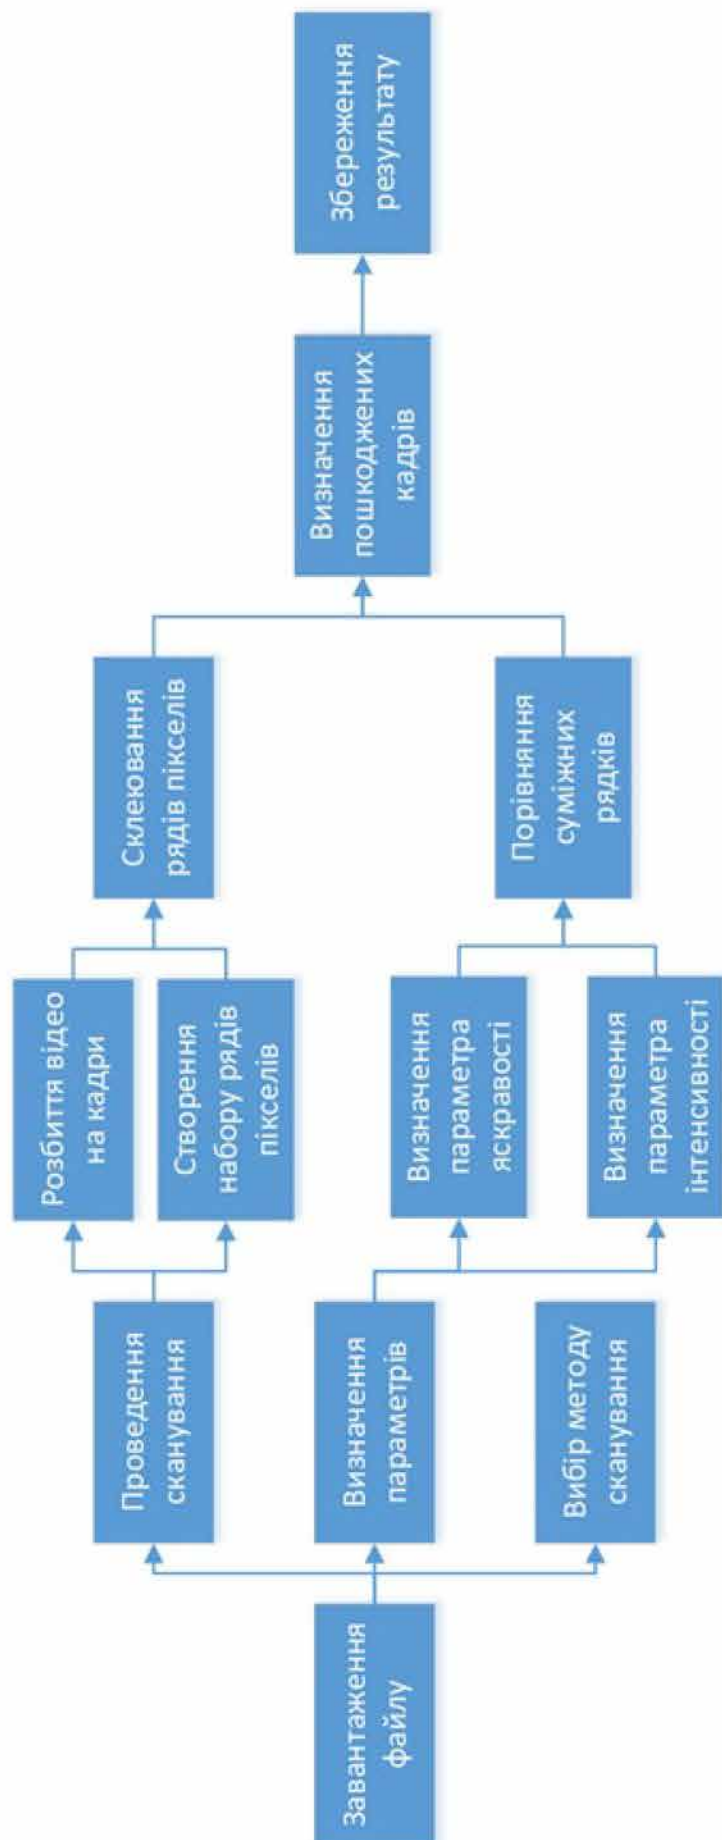 Завантаження
файлу
Проведення
сканування
Визначення
параметрів
Вибір методу
сканування
Розбиття відео
на кадри
Створення
набору рядів
пікселів
Визначення
параметра
яскравості
Визначення
параметра
інтенсивності
Склеювання
рядів пікселів
Порівняння
суміжних
рядків
Визначення
пошкоджених
кадрів
Збереження
результату